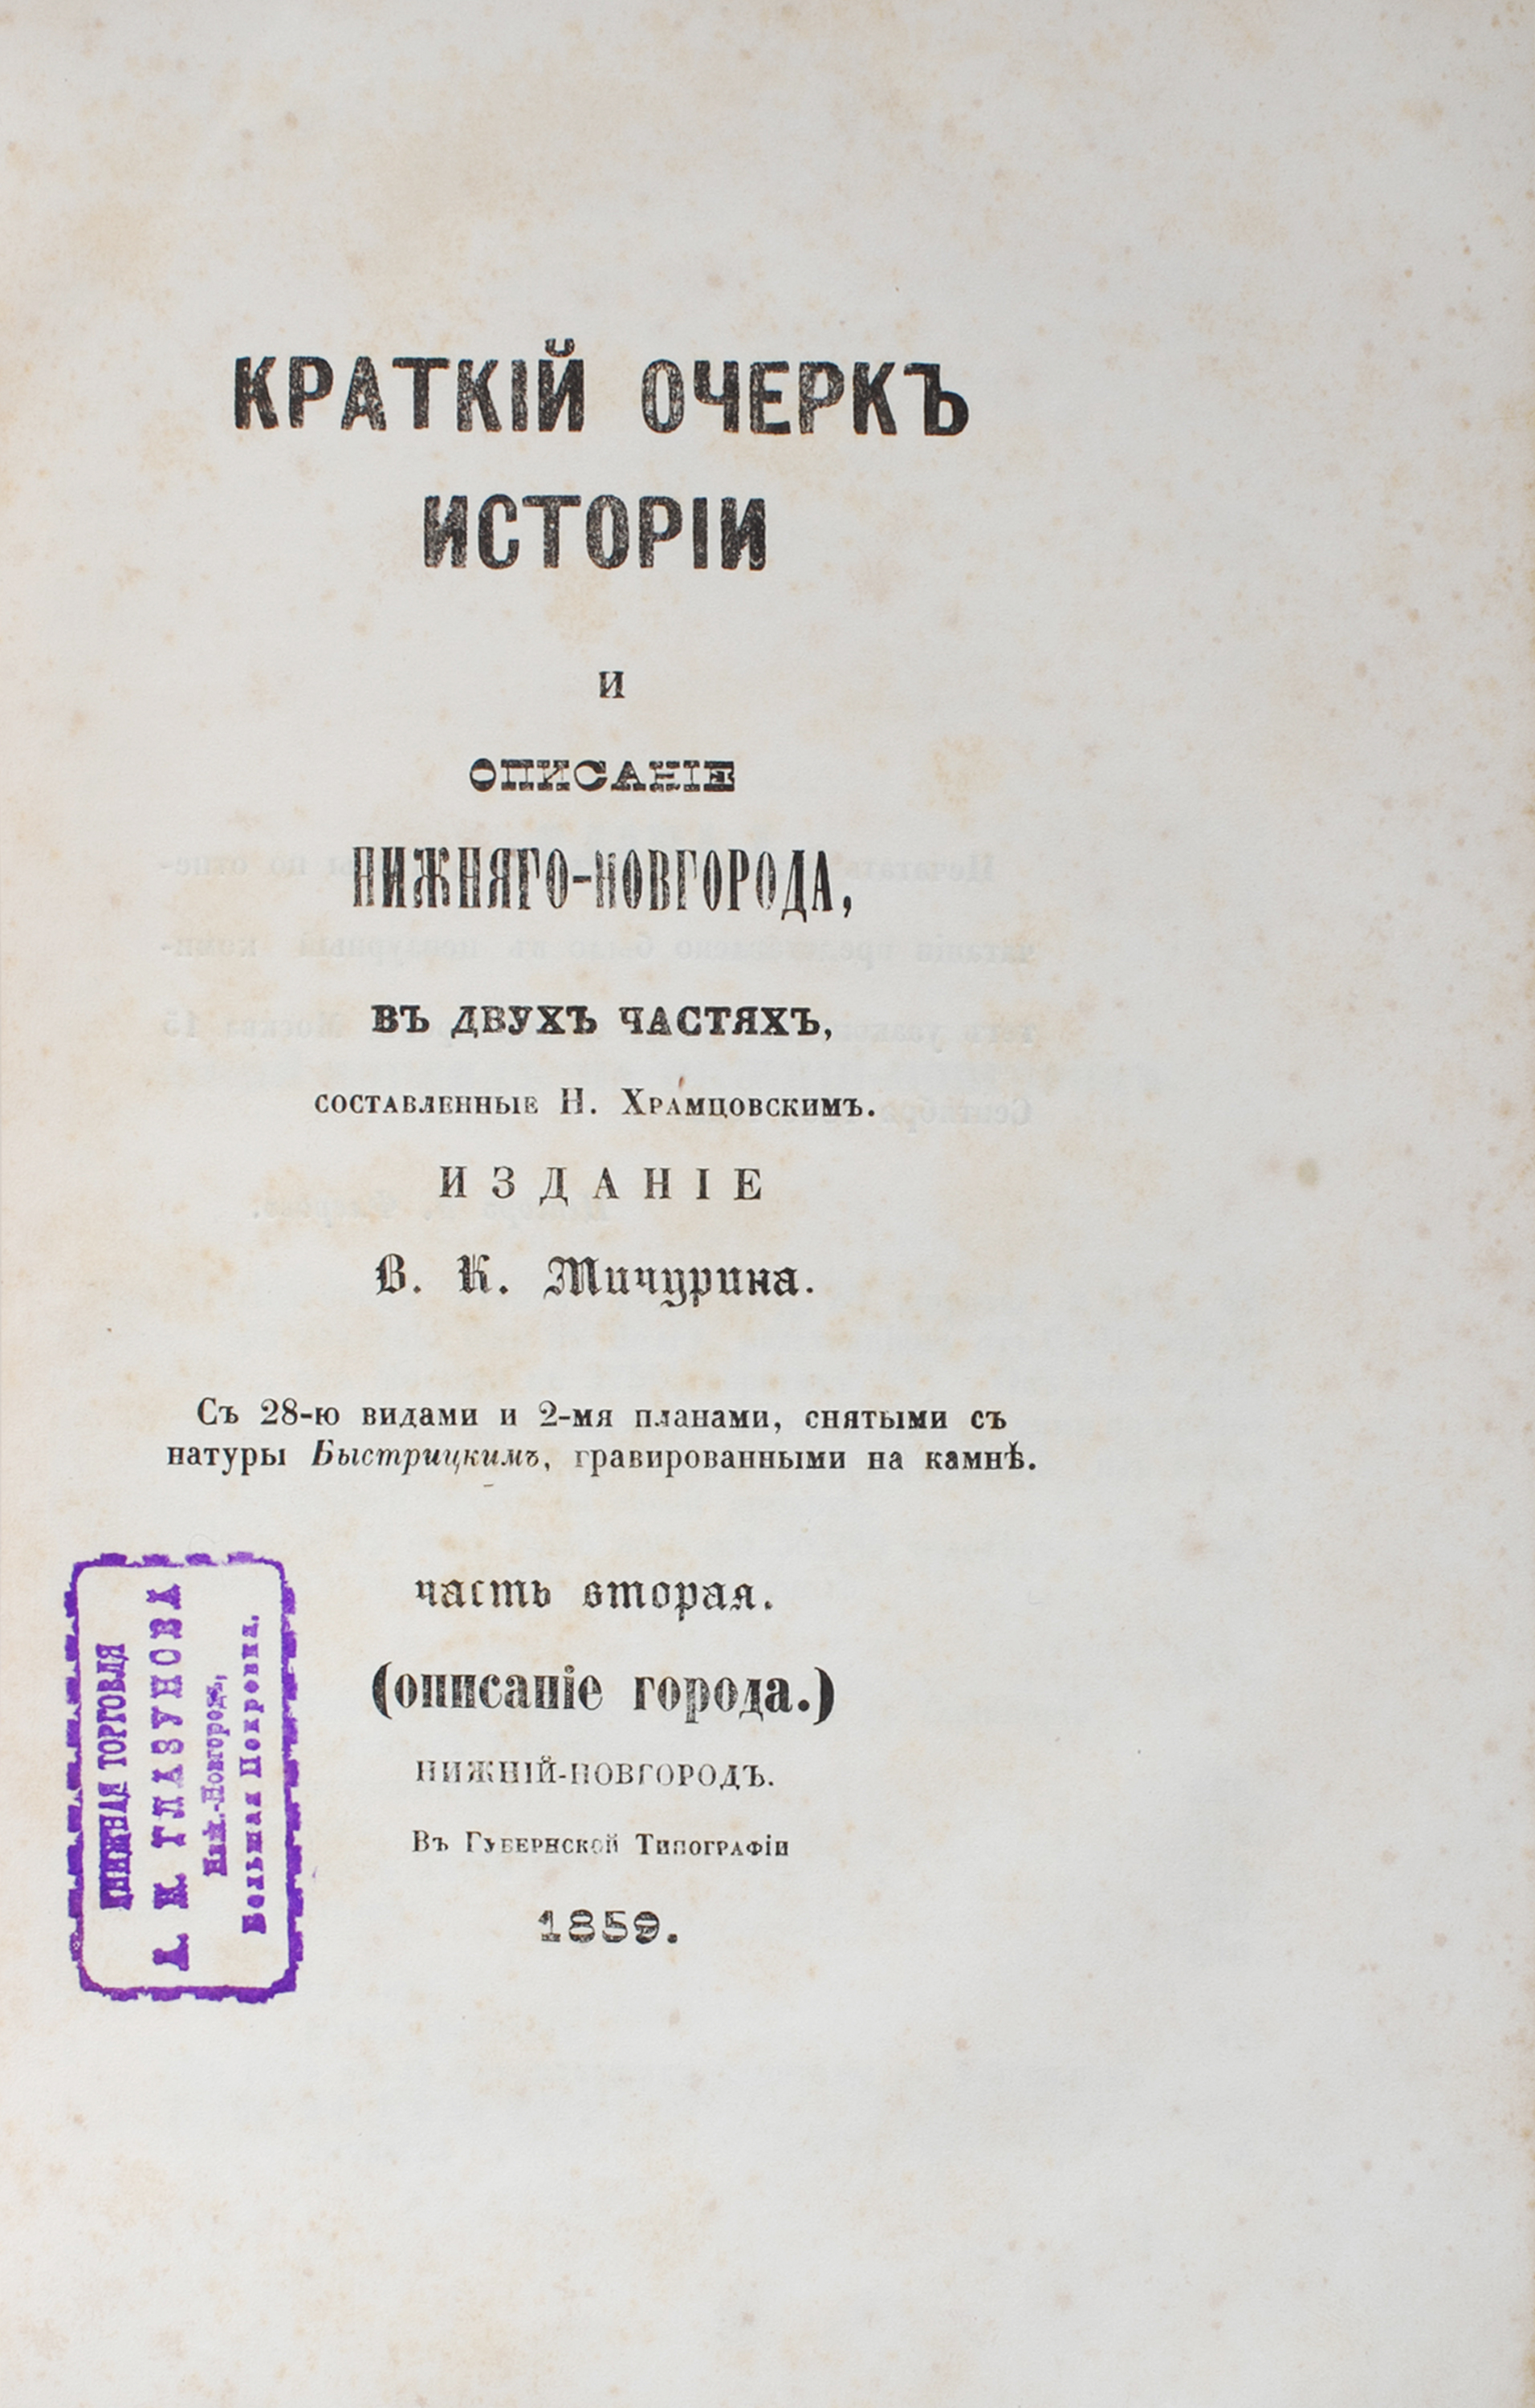 КРАТКІЙ ОЧЕРКЪ
ИСТОРІИ
И
ОПИСАНІЕ
НИЖНЯГО-НОВГОРОДА,
ВЪ ДВУХЪ ЧАСТЯХЪ,
СОСТАВЛЕННЫЕ Н. ХРАМЦОВСКИМЪ.
ИЗДАНІЕ
В. К. Мичурина.
Съ 28-ю видами и 2-мя планами, снятыми съ
натуры Быстрицкимъ, гравированными на камнѣ.
часть вторая.
(описаніе города.)
НИЖНІЙ-НОВГОРОДЪ.
Въ Губернской Типографіи
1859.
КНИЖНАЯ ТОРГОВЛЯ
А. И. ГЛАЗУНОВА
Ниж.-Новгородъ,
Большая Покровка.